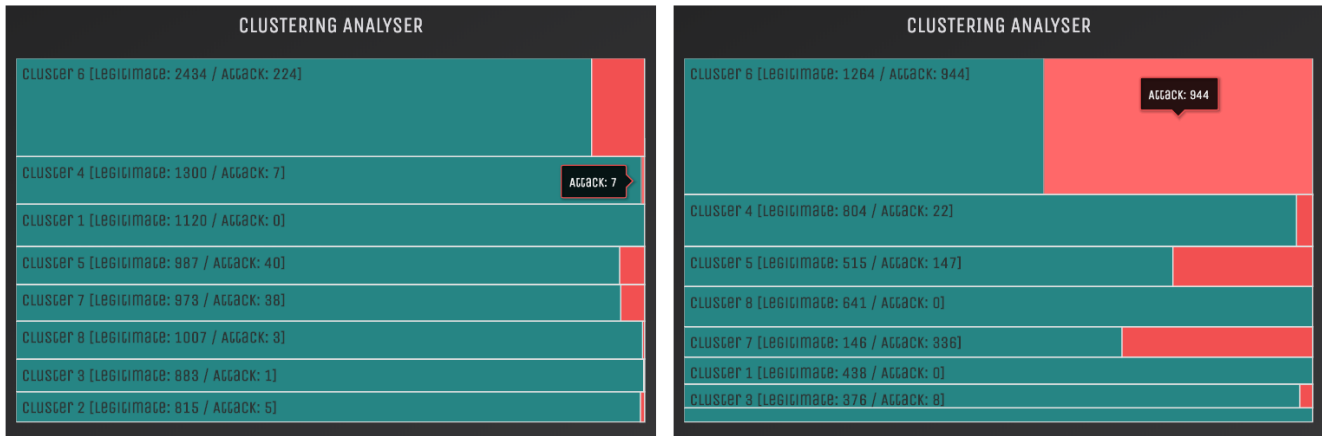 CLUSTERING ANALYSER
Cluster 6 [Legitimate: 2434 / Attack: 224]
Cluster 4 [Legitimate: 1300 / Attack: 7]
Attack: 7
Cluster 1 [Legitimate: 1120 / Attack: 0]
Cluster 5 [Legitimate: 987 / Attack: 40]
Cluster 7 [Legitimate: 973 / Attack: 38]
Cluster 8 [Legitimate: 1007 / Attack: 3]
Cluster 3 [Legitimate: 883 / Attack: 1]
Cluster 2 [Legitimate: 815 / Attack: 5]
CLUSTERING ANALYSER
Cluster 6 [Legitimate: 1264 / Attack: 944]
Attack: 944
Cluster 4 [Legitimate: 804 / Attack: 22]
Cluster 5 [Legitimate: 515 / Attack: 147]
Cluster 8 [Legitimate: 641 / Attack: 0]
Cluster 7 [Legitimate: 146 / Attack: 336]
Cluster 1 [Legitimate: 438 / Attack: 0]
Cluster 3 [Legitimate: 376 / Attack: 8]